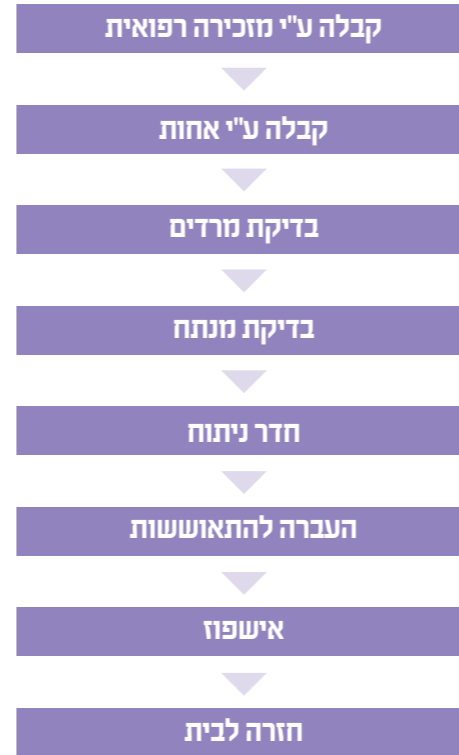 קבלה ע"י מזכירה רפואית
קבלה ע"י אחות
בדיקת מרדים
בדיקת מנתח
חדר ניתוח
העברה להתאוששות
אישפוז
חזרה לבית